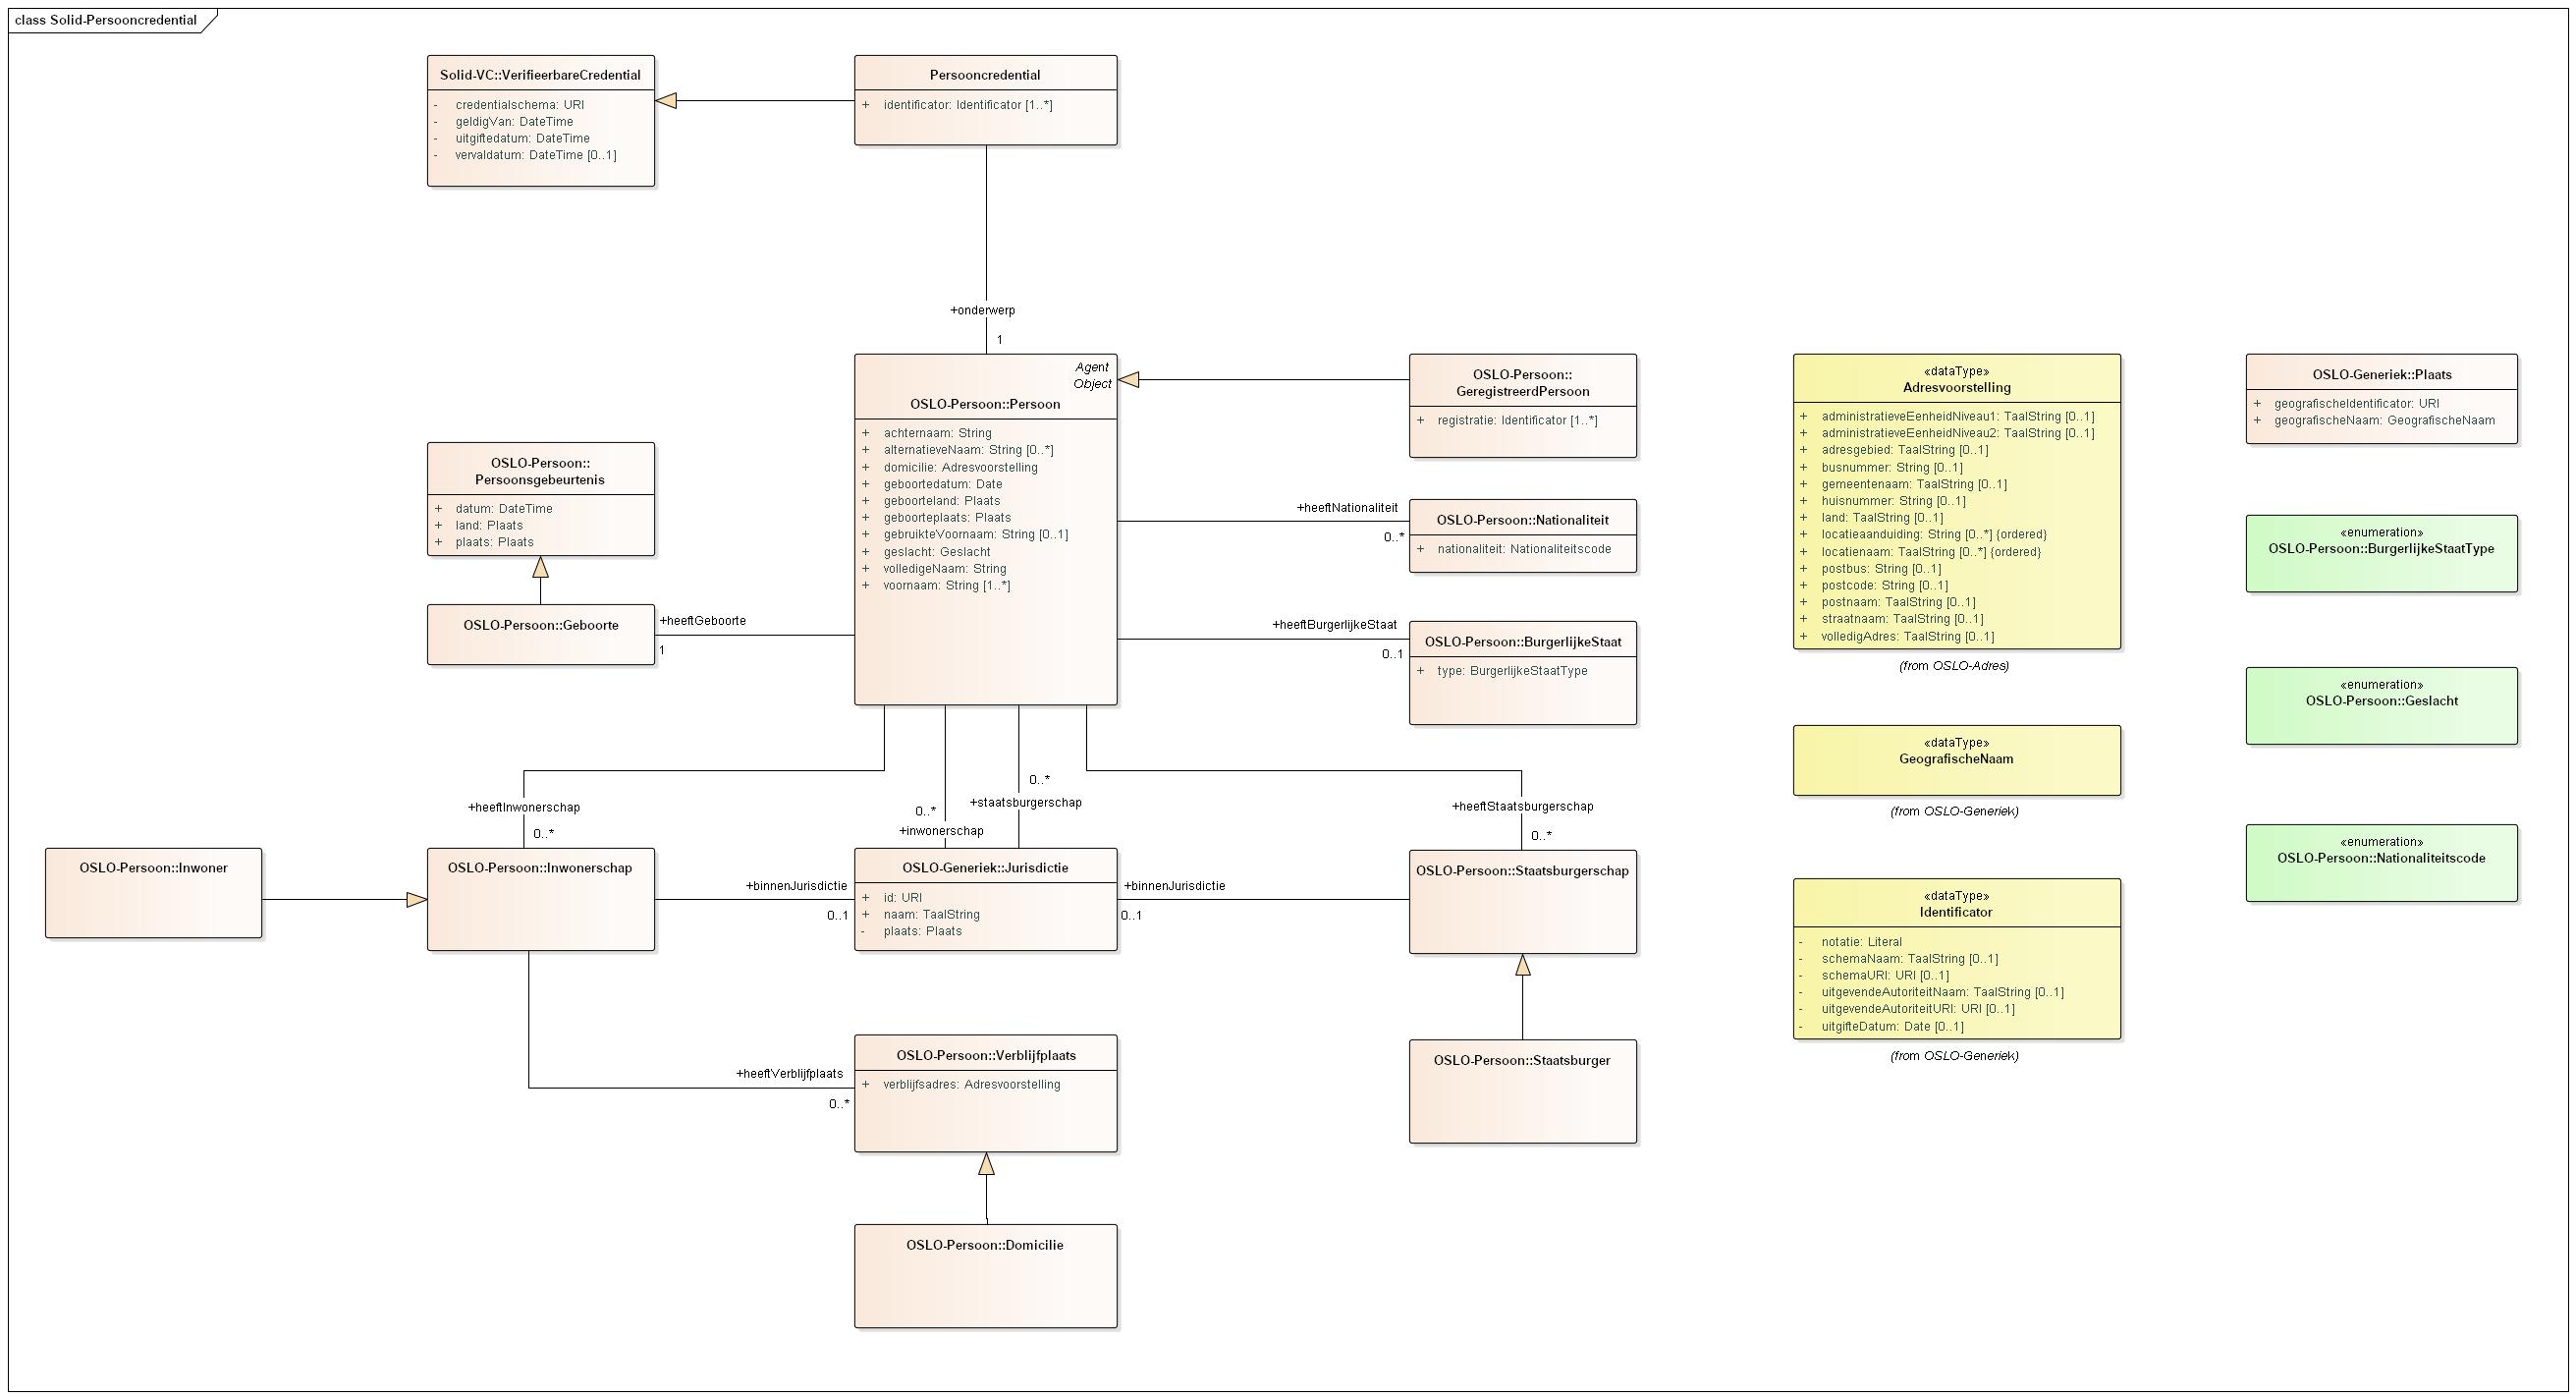 class Solid-Persooncredential
Solid-VC::VerifieerbareCredential
- credentialschema: URI
- geldigVan: DateTime
- uitgiftedatum: DateTime
- vervaldatum: DateTime [0..1]
Persooncredential
+ identificator: Identificator [1..*]
+onderwerp
1
Agent
Object
OSLO-Persoon::Persoon
+ achternaam: String
+ alternatieveNaam: String [0..*]
+ domicilie: Adresvoorstelling
+ geboortedatum: Date
+ geboorteland: Plaats
+ geboorteplaats: Plaats
+ gebruikteVoornaam: String [0..1]
+ geslacht: Geslacht
+ volledigeNaam: String
+ voornaam: String [1..*]
OSLO-Persoon::
GeregistreerdPersoon
+ registratie: Identificator [1..*]
OSLO-Persoon::
Persoonsgebeurtenis
+ datum: DateTime
+ land: Plaats
+ plaats: Plaats
+heeftNationaliteit
0..*
OSLO-Persoon::Nationaliteit
+ nationaliteit: Nationaliteitscode
OSLO-Persoon::Geboorte
+heeftGeboorte
1
+heeftBurgerlijkeStaat
0..1
OSLO-Persoon::BurgerlijkeStaat
+ type: BurgerlijkeStaatType
+heeftInwonerschap
0..*
0..*
+inwonerschap
0..*
+staatsburgerschap
+heeftStaatsburgerschap
0..*
OSLO-Persoon::Inwoner
OSLO-Persoon::Inwonerschap
+binnenJurisdictie
0..1
OSLO-Generiek::Jurisdictie
+ id: URI
+ naam: TaalString
- plaats: Plaats
+binnenJurisdictie
0..1
OSLO-Persoon::Staatsburgerschap
+heeftVerblijfplaats
0..*
OSLO-Persoon::Verblijfplaats
+ verblijfsadres: Adresvoorstelling
OSLO-Persoon::Staatsburger
OSLO-Persoon::Domicilie
«dataType»
Adresvoorstelling
+ administratieveEenheidNiveau1: TaalString [0..1]
+ administratieveEenheidNiveau2: TaalString [0..1]
+ adresgebied: TaalString [0..1]
+ busnummer: String [0..1]
+ gemeentenaam: TaalString [0..1]
+ huisnummer: String [0..1]
+ land: TaalString [0..1]
+ locatieaanduiding: String [0..*] {ordered}
+ locatienaam: TaalString [0..*] {ordered}
+ postbus: String [0..1]
+ postcode: String [0..1]
+ postnaam: TaalString [0..1]
+ straatnaam: TaalString [0..1]
+ volledigAdres: TaalString [0..1]
(from OSLO-Adres)
«dataType»
GeografischeNaam
(from OSLO-Generiek)
«dataType»
Identificator
- notatie: Literal
- schemaNaam: TaalString [0..1]
- schemaURI: URI [0..1]
- uitgevendeAutoriteitNaam: TaalString [0..1]
- uitgevendeAutoriteitURI: URI [0..1]
- uitgifteDatum: Date [0..1]
(from OSLO-Generiek)
OSLO-Generiek::Plaats
+ geografischeIdentificator: URI
+ geografischeNaam: GeografischeNaam
«enumeration»
OSLO-Persoon::BurgerlijkeStaatType
«enumeration»
OSLO-Persoon::Geslacht
«enumeration»
OSLO-Persoon::Nationaliteitscode